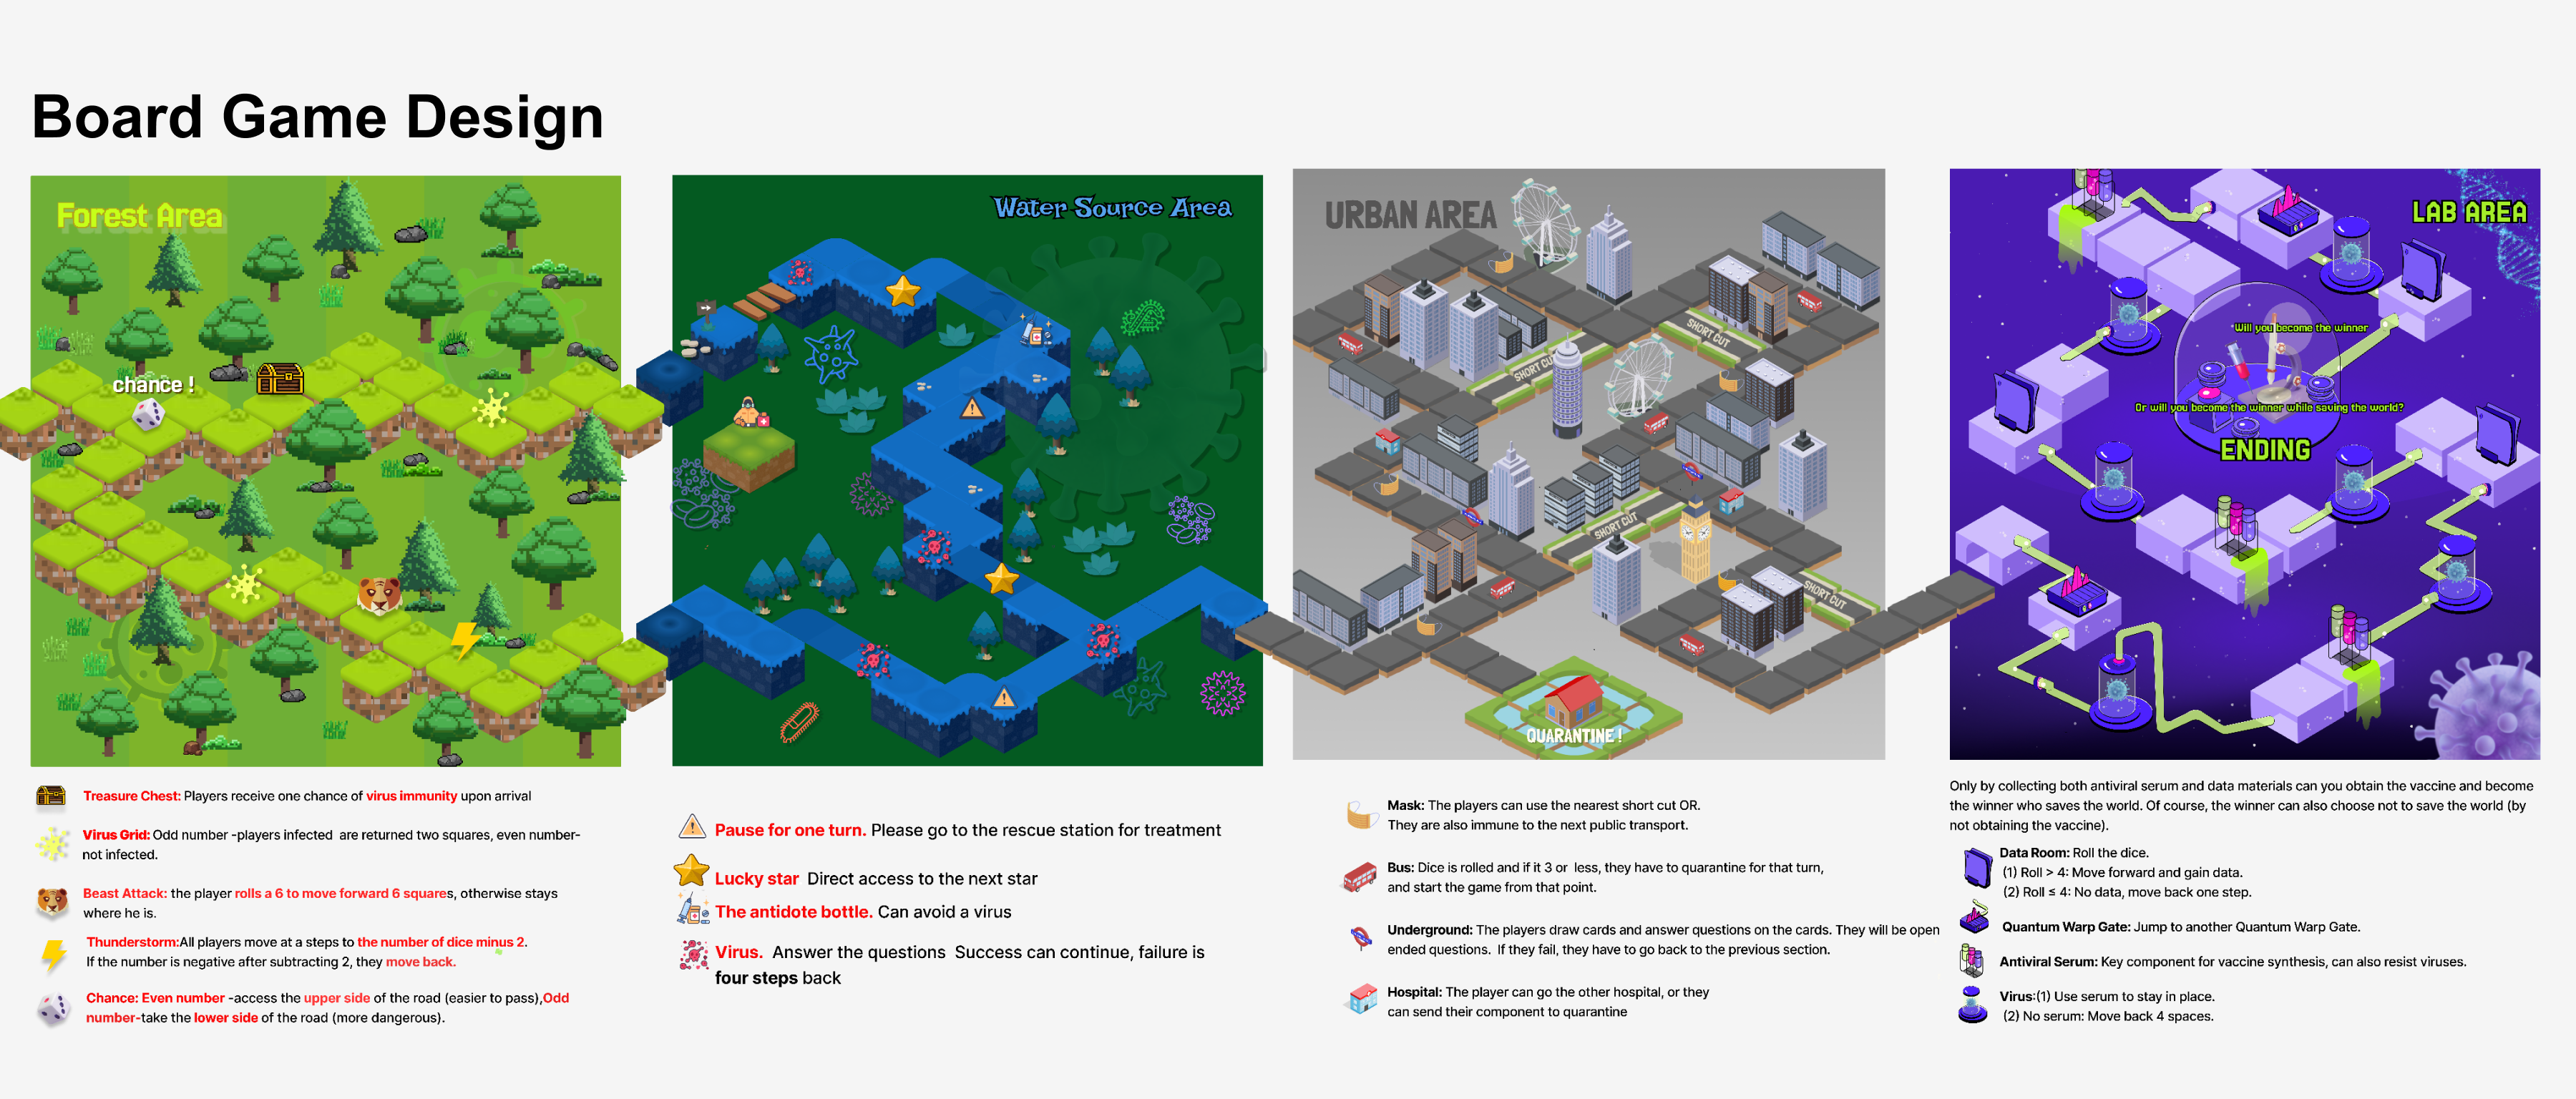 Board Game Design
Forest Area
chance !
Treasure Chest: Players receive one chance of virus immunity upon arrival
Virus Grid: Odd number -players infected  are returned two squares, even number-
not infected.
Beast Attack: the player rolls a 6 to move forward 6 squares, otherwise stays
where he is.
Thunderstorm:All players move at a steps to the number of dice minus 2.
If the number is negative after subtracting 2, they move back.
Chance: Even number -access the upper side of the road (easier to pass),Odd
number-take the lower side of the road (more dangerous).
Water Source Area
Pause for one turn. Please go to the rescue station for treatment
Lucky star  Direct access to the next star
The antidote bottle. Can avoid a virus
Virus.  Answer the questions  Success can continue, failure is
four steps back
URBAN AREA
SHORT CUT
SHORT CUT
SHORT CUT
SHORT CUT
QUARANTINE !
Mask: The players can use the nearest short cut OR.
They are also immune to the next public transport.
Bus: Dice is rolled and if it 3 or  less, they have to quarantine for that turn,
and start the game from that point.
Underground: The players draw cards and answer questions on the cards. They will be open
ended questions.  If they fail, they have to go back to the previous section.
Hospital: The player can go the other hospital, or they
can send their component to quarantine
LAB AREA
Will you become the winner
Or will you become the winner while saving the world?
ENDING
Only by collecting both antiviral serum and data materials can you obtain the vaccine and become
the winner who saves the world. Of course, the winner can also choose not to save the world (by
not obtaining the vaccine).
Data Room: Roll the dice.
(1) Roll > 4: Move forward and gain data.
(2) Roll ≤ 4: No data, move back one step.
Quantum Warp Gate: Jump to another Quantum Warp Gate.
Antiviral Serum: Key component for vaccine synthesis, can also resist viruses.
Virus:(1) Use serum to stay in place.
(2) No serum: Move back 4 spaces.